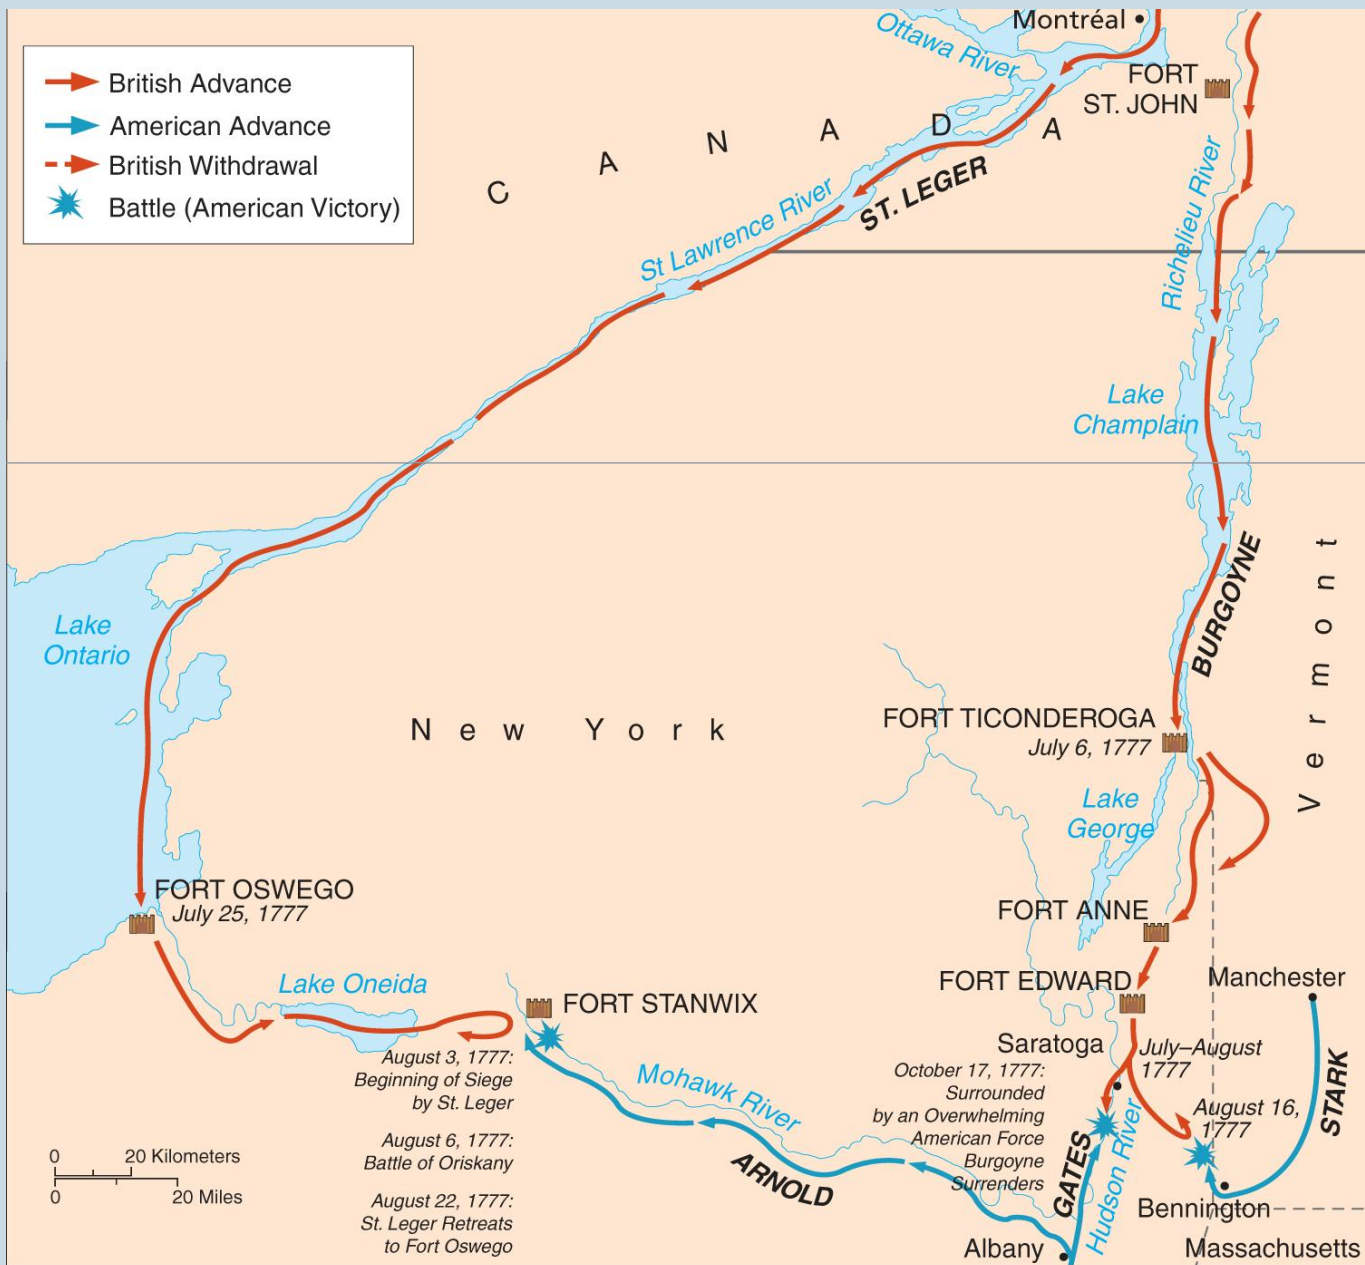 British Advance
American Advance
British Withdrawal
Battle (American Victory)
Montréal
Ottawa River
FORT
ST. JOHN
CANADA
ST. LEGER
St Lawrence River
Richelieu River
Lake
Champlain
BURGOYNE
Vermont
Lake
Ontario
New York
FORT TICONDEROGA
July 6, 1777
Lake
George
FORT OSWEGO
July 25, 1777
FORT ANNE
Lake Oneida
FORT STANWIX
FORT EDWARD
Manchester
August 3, 1777:
Beginning of Siege
by St. Leger
August 6, 1777:
Battle of Oriskany
August 22, 1777:
St. Leger Retreats
to Fort Oswego
Mohawk River
ARNOLD
Saratoga
October 17, 1777:
Surrounded
by an Overwhelming
American Force
Burgoyne
Surrenders
July–August
1777
August 16,
1777
STARK
GATES
Hudson River
Bennington
Albany
Massachusetts
0 20 Kilometers
0 20 Miles